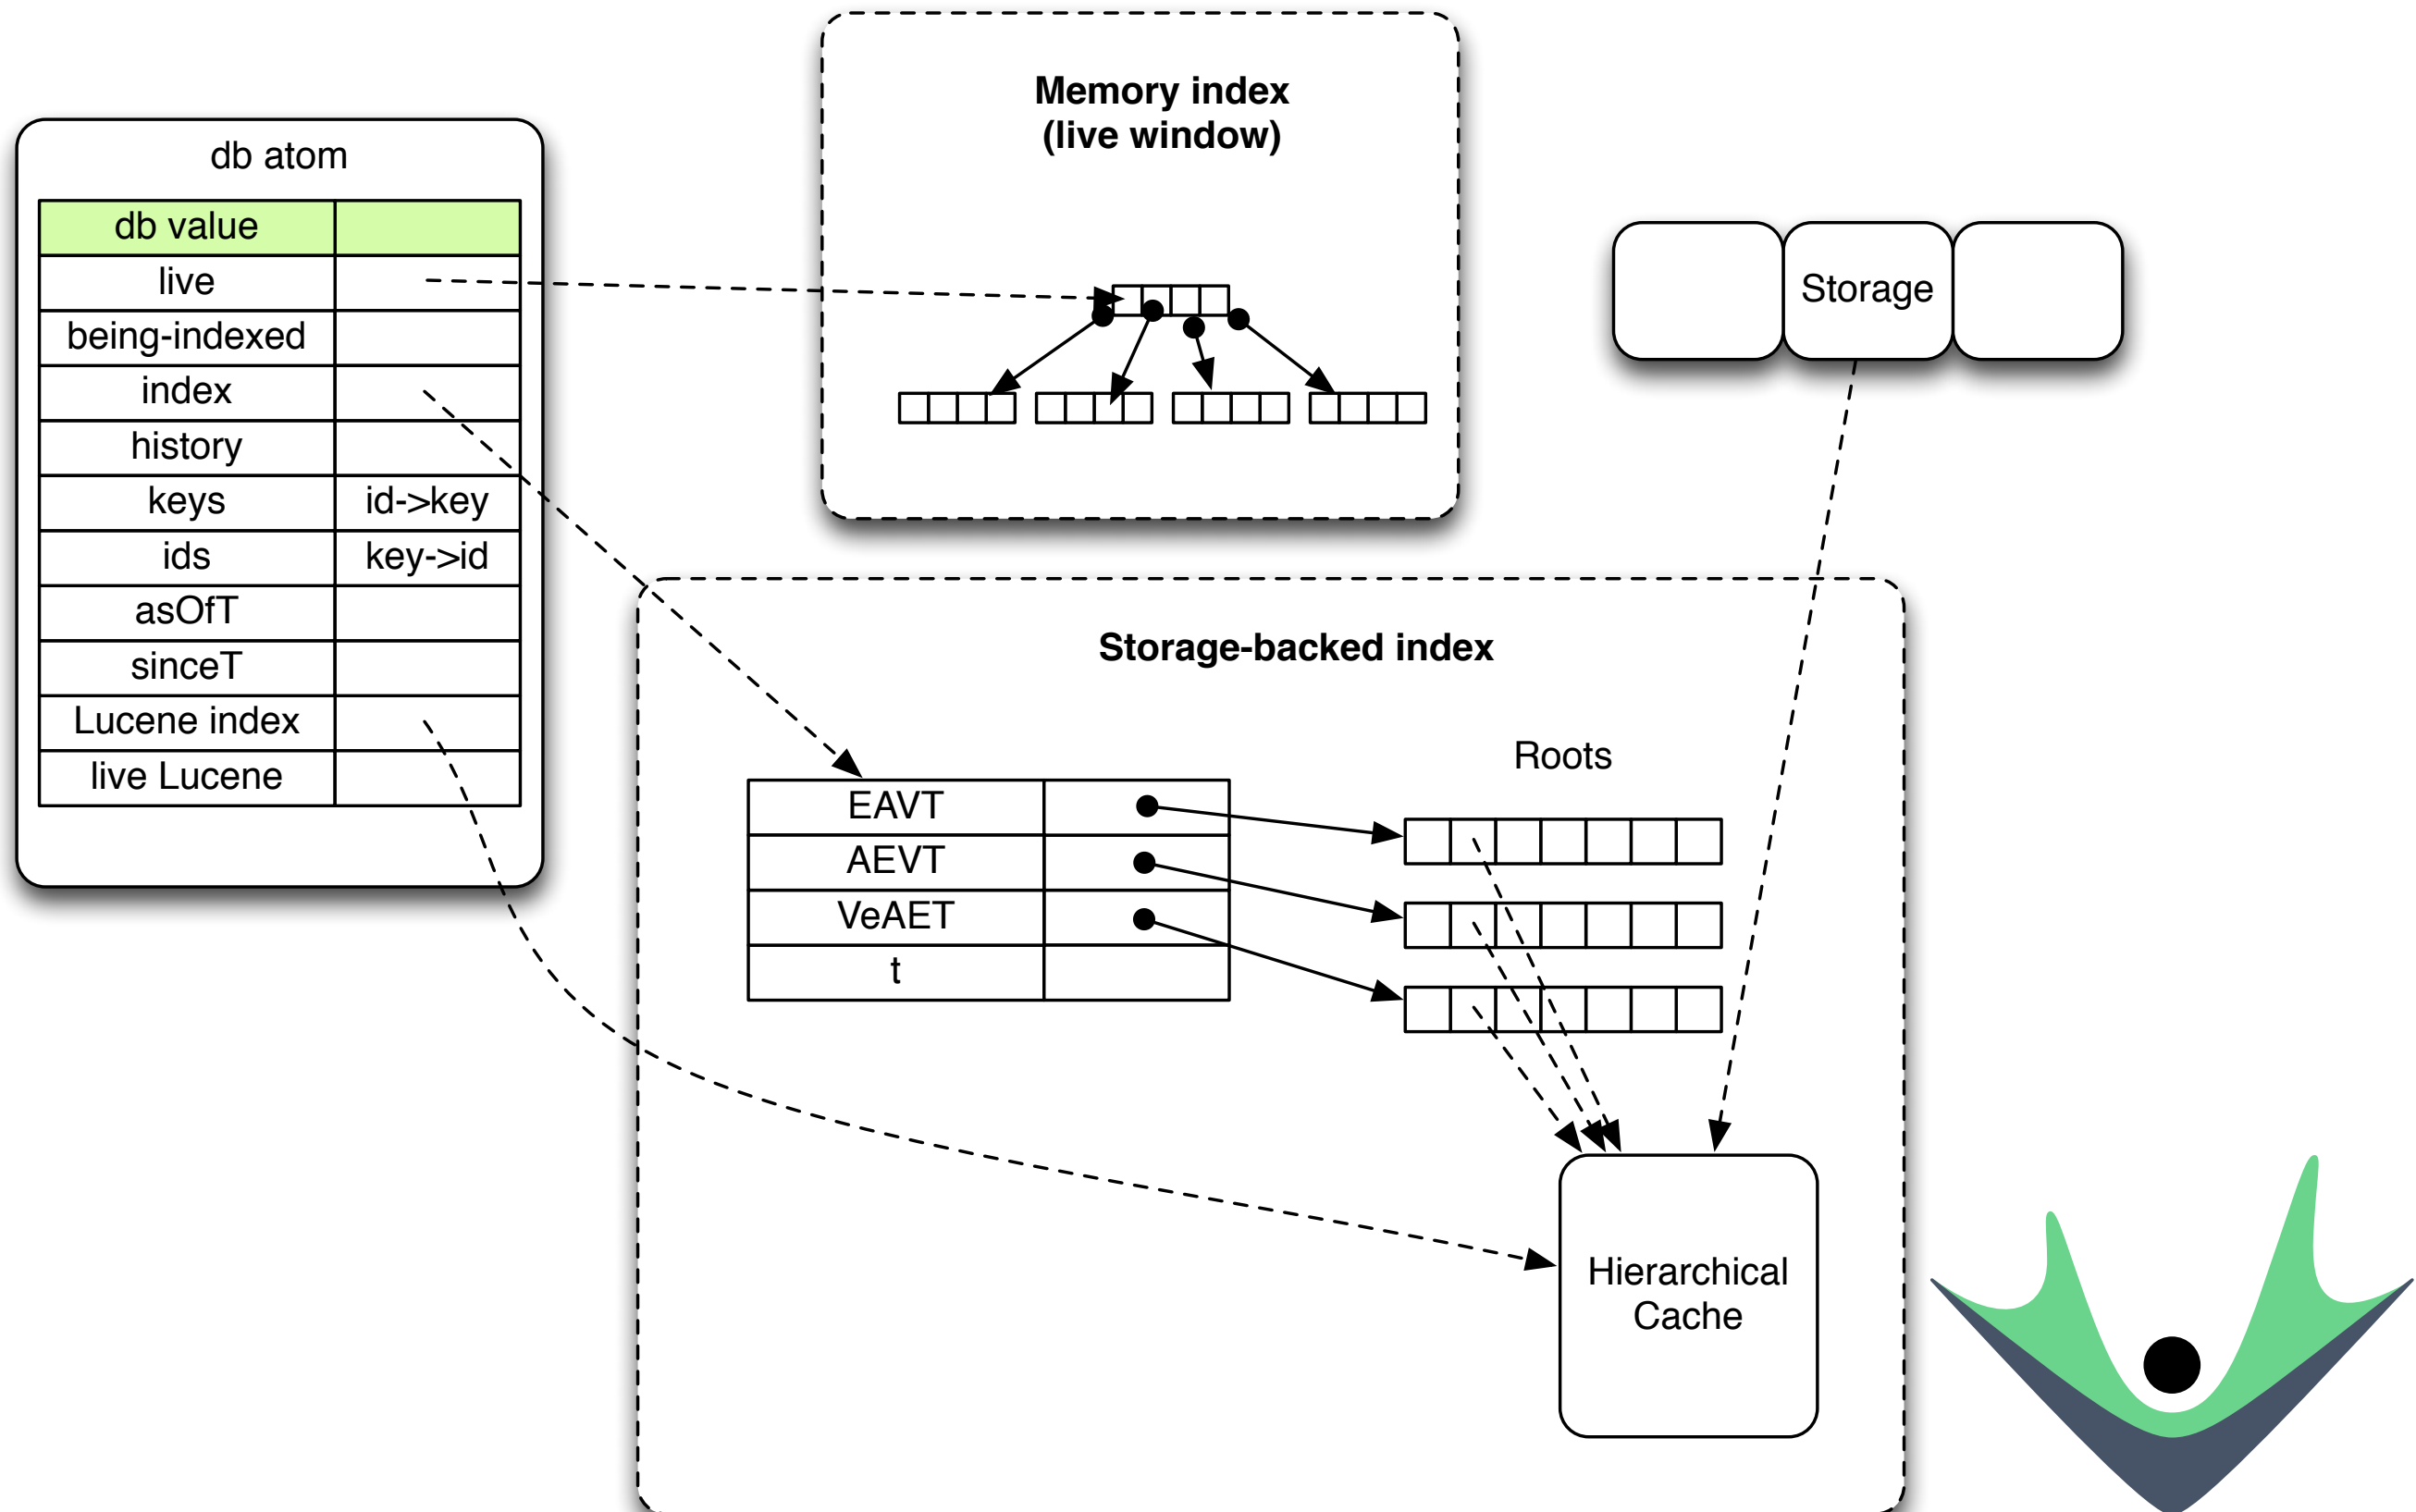 Memory index
(live window)
db atom
db value
live
being-indexed
index
history
keys id->key
ids key->id
asOfT
sinceT
Lucene index
live Lucene
Storage
Storage-backed index
Roots
EAVT
AEVT
VeAET
t
Hierarchical
Cache